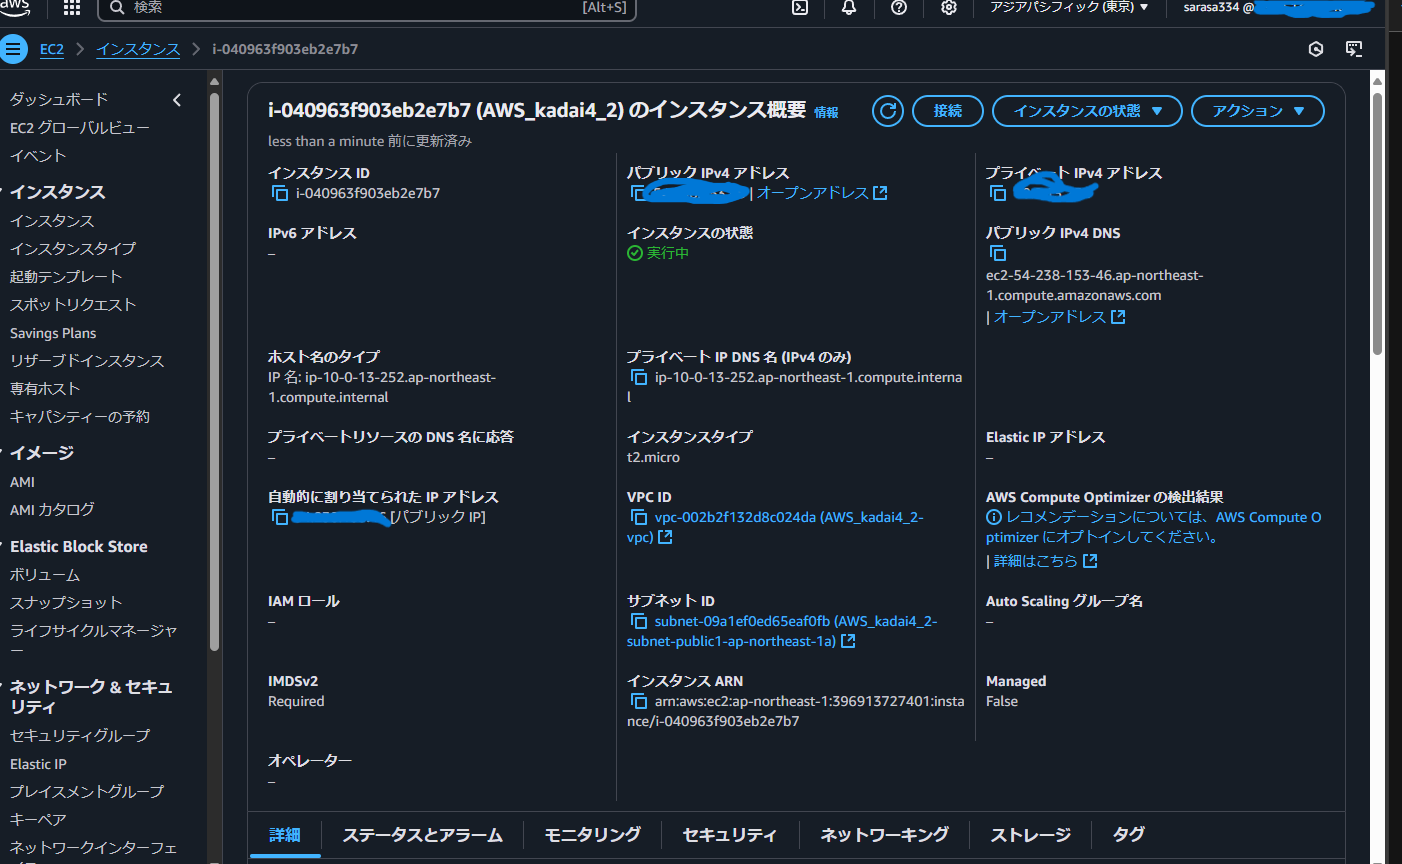 aws
検索
[Alt+S]
アジアパシフィック (東京) ▼
sarasa334 @
EC2
インスタンス
i-040963f903eb2e7b7
ダッシュボード
EC2 グローバルビュー
イベント
インスタンス
インスタンス
インスタンスタイプ
起動テンプレート
スポットリクエスト
Savings Plans
リザーブドインスタンス
専有ホスト
キャパシティーの予約
イメージ
AMI
AMI カタログ
Elastic Block Store
ボリューム
スナップショット
ライフサイクルマネージャ
ー
ネットワーク & セキュ
リティ
セキュリティグループ
Elastic IP
プレイスメントグループ
キーペア
ネットワークインターフェ
i-040963f903eb2e7b7 (AWS_kadai4_2) のインスタンス概要 情報
接続
インスタンスの状態 ▼
アクション ▼
less than a minute 前に更新済み
インスタンス ID
i-040963f903eb2e7b7
パブリック IPv4 アドレス
| オープンアドレス
プライベート IPv4 アドレス
IPv6 アドレス
–
インスタンスの状態
実行中
パブリック IPv4 DNS
ec2-54-238-153-46.ap-northeast-
1.compute.amazonaws.com
| オープンアドレス
ホスト名のタイプ
IP 名: ip-10-0-13-252.ap-northeast-
1.compute.internal
プライベート IP DNS 名 (IPv4 のみ)
ip-10-0-13-252.ap-northeast-1.compute.interna
l
プライベートリソースの DNS 名に応答
–
インスタンスタイプ
t2.micro
Elastic IP アドレス
–
自動的に割り当てられた IP アドレス
[パブリック IP]
VPC ID
vpc-002b2f132d8c024da (AWS_kadai4_2-
vpc)
AWS Compute Optimizer の検出結果
レコメンデーションについては、AWS Compute O
ptimizer にオプトインしてください。
| 詳細はこちら
IAM ロール
–
サブネット ID
subnet-09a1ef0ed65eaf0fb (AWS_kadai4_2-
subnet-public1-ap-northeast-1a)
Auto Scaling グループ名
–
IMDSv2
Required
インスタンス ARN
arn:aws:ec2:ap-northeast-1:396913727401:insta
nce/i-040963f903eb2e7b7
Managed
False
オペレーター
–
詳細
ステータスとアラーム
モニタリング
セキュリティ
ネットワーキング
ストレージ
タグ